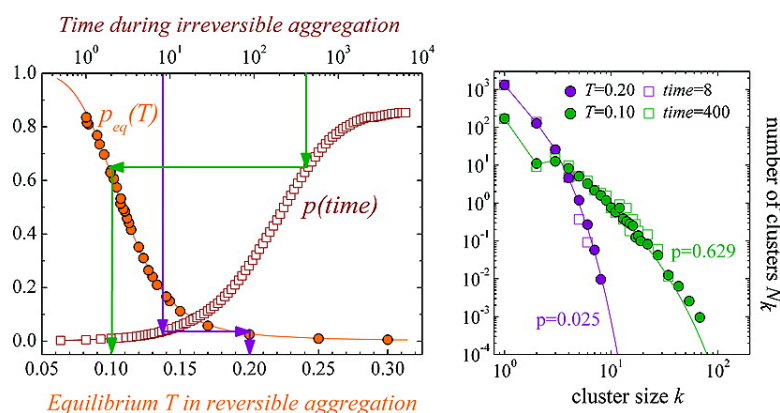 Time during irreversible aggregation
10^0 10^1 10^2 10^3 10^4
1.0
0.8
0.6
0.4
0.2
0.0
p_eq(T)
p(time)
0.05 0.10 0.15 0.20 0.25 0.30
Equilibrium T in reversible aggregation
10^3
10^2
10^1
10^0
10^-1
10^-2
10^-3
10^-4
T=0.20 time=8
T=0.10 time=400
p=0.629
p=0.025
10^0 10^1 10^2
cluster size k
number of clusters N_k